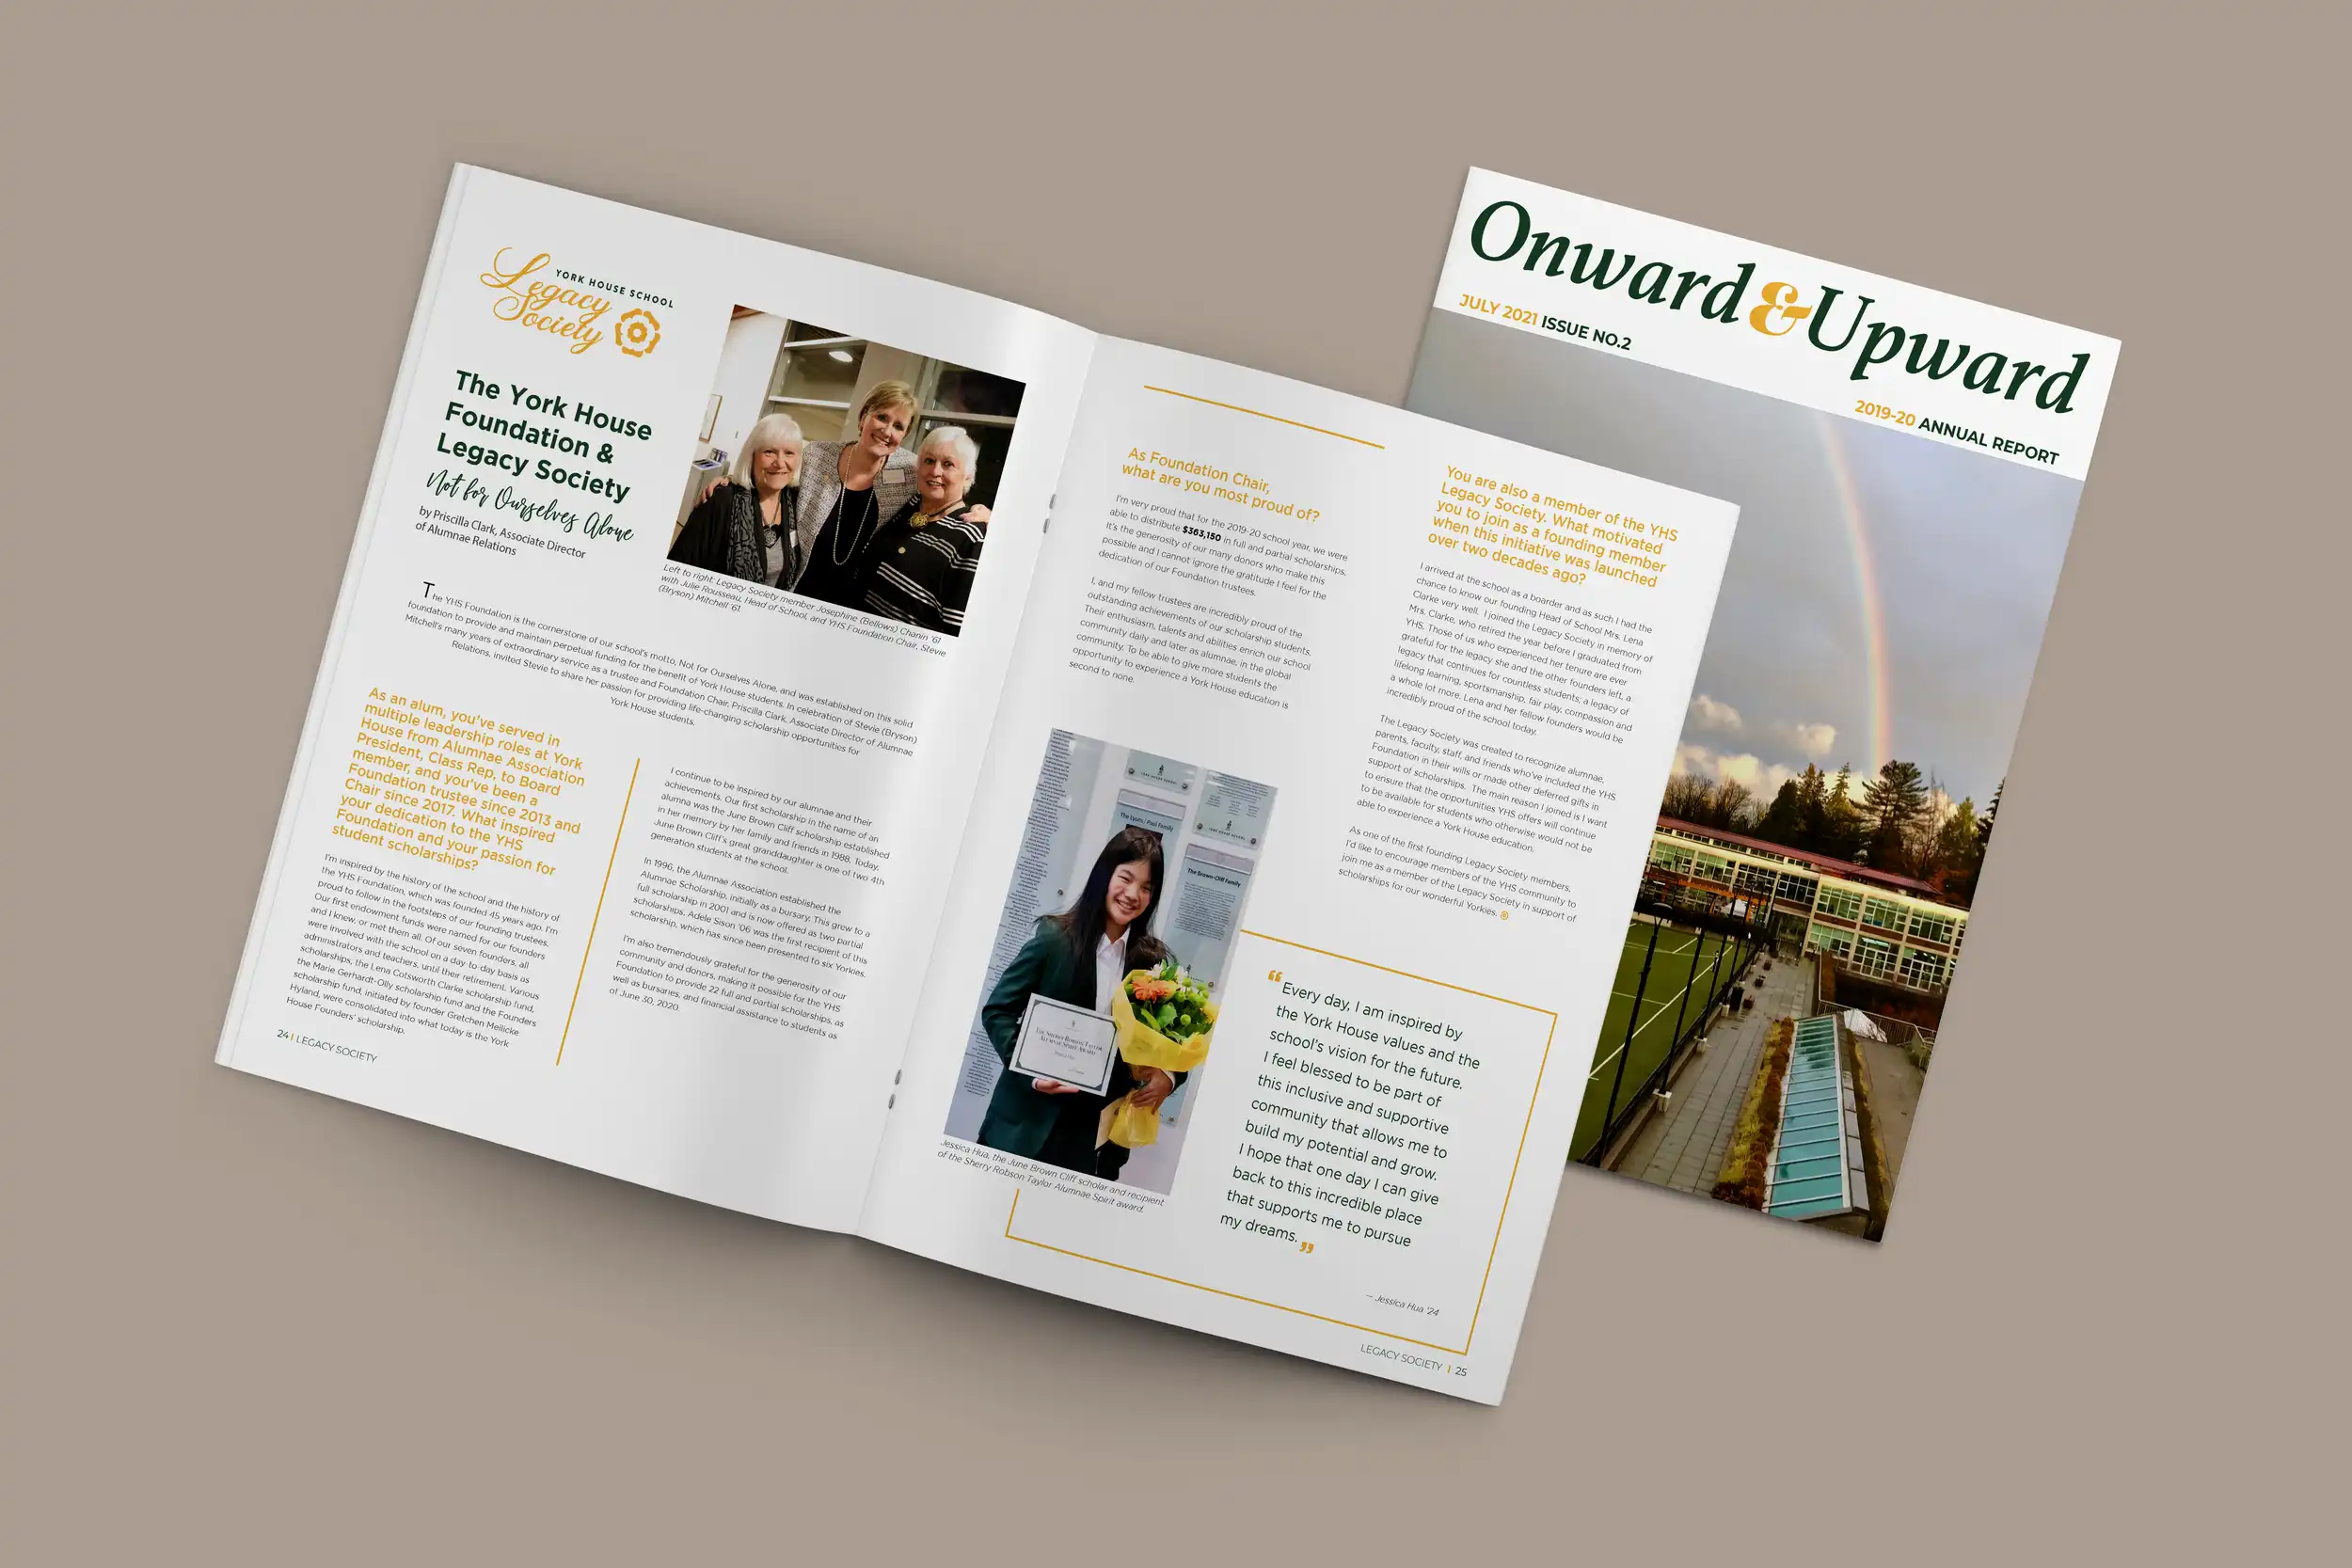 YORK HOUSE SCHOOL
Legacy
Society
The York House
Foundation &
Legacy Society
Not for Ourselves Alone
by Priscilla Clark, Associate Director
of Alumnae Relations
Left to right: Legacy Society member Josephine (Bellows) Chanin '61
with Julie Rousseau, Head of School, and YHS Foundation Chair, Stevie
(Bryson) Mitchell '61.
The YHS Foundation is the cornerstone of our school's motto, Not for Ourselves Alone, and was established on this solid
foundation to provide and maintain perpetual funding for the benefit of York House students. In celebration of Stevie (Bryson)
Mitchell's many years of extraordinary service as a trustee and Foundation Chair, Priscilla Clark, Associate Director of Alumnae
Relations, invited Stevie to share her passion for providing life-changing scholarship opportunities for
York House students.
As an alum, you've served in
multiple leadership roles at York
House from Alumnae Association
President, Class Rep, to Board
member, and you've been a
Foundation trustee since 2013 and
Chair since 2017. What inspired
your dedication to the YHS
Foundation and your passion for
student scholarships?
I'm inspired by the history of the school and the history of
the YHS Foundation, which was founded 45 years ago. I'm
proud to follow in the footsteps of our founding trustees,
and I knew, or met them all. Of our seven founders, all
Our first endowment funds were named for our founders
were involved with the school on a day-to-day basis as
administrators and teachers, until their retirement. Various
scholarships, the Lena Cotsworth Clarke scholarship fund,
the Marie Gerhardt-Olly scholarship fund and the Founders
scholarship fund, initiated by founder Gretchen Meilicke
Hyland, were consolidated into what today is the York
House Founders' scholarship.
I continue to be inspired by our alumnae and their
achievements. Our first scholarship in the name of an
alumna was the June Brown Cliff scholarship established
in her memory by her family and friends in 1988. Today,
June Brown Cliff's great granddaughter is one of two 4th
generation students at the school.
In 1996, the Alumnae Association established the
Alumnae Scholarship, initially as a bursary. This grew to a
full scholarship in 2001 and is now offered as two partial
scholarships. Adele Sison '06 was the first recipient of this
scholarship, which has since been presented to six Yorkies.
I'm also tremendously grateful for the generosity of our
community and donors, making it possible for the YHS
Foundation to provide 22 full and partial scholarships, as
well as bursaries, and financial assistance to students as
of June 30, 2020.
24 | LEGACY SOCIETY
As Foundation Chair,
what are you most proud of?
I'm very proud that for the 2019-20 school year, we were
able to distribute $363,150 in full and partial scholarships.
It's the generosity of our many donors who make this
possible and I cannot ignore the gratitude I feel for the
dedication of our Foundation trustees.
I, and my fellow trustees are incredibly proud of the
outstanding achievements of our scholarship students.
Their enthusiasm, talents and abilities enrich our school
community daily and later as alumnae, in the global
community. To be able to give more students the
opportunity to experience a York House education is
second to none.
You are also a member of the YHS
Legacy Society. What motivated
you to join as a founding member
when this initiative was launched
over two decades ago?
I arrived at the school as a boarder and as such I had the
chance to know our founding Head of School Mrs. Lena
Clarke very well. I joined the Legacy Society in memory of
Mrs. Clarke, who retired the year before I graduated from
YHS. Those of us who experienced her tenure are ever
grateful for the legacy she and the other founders left, a
legacy that continues for countless students; a legacy of
lifelong learning, sportsmanship, fair play, compassion and
a whole lot more. Lena and her fellow founders would be
incredibly proud of the school today.
The Legacy Society was created to recognize alumnae,
parents, faculty, staff, and friends who've included the YHS
Foundation in their wills or made other deferred gifts in
support of scholarships. The main reason I joined is I want
to ensure that the opportunities YHS offers will continue
to be available for students who otherwise would not be
able to experience a York House education.
As one of the first founding Legacy Society members,
I'd like to encourage members of the YHS community to
join me as a member of the Legacy Society in support of
scholarships for our wonderful Yorkies.
YORK HOUSE SCHOOL
The Lyons / Paul Family
YORK HOUSE SCHOOL
The Brown-Cliff Family
The Sherry Robson Taylor
Alumnae Spirit Award
Jessica Hua, the June Brown Cliff scholar and recipient
of the Sherry Robson Taylor Alumnae Spirit award.
“Every day, I am inspired by
the York House values and the
school's vision for the future.
I feel blessed to be part of
this inclusive and supportive
community that allows me to
build my potential and grow.
I hope that one day I can give
back to this incredible place
that supports me to pursue
my dreams.”
— Jessica Hua '24
LEGACY SOCIETY | 25
Onward & Upward
JULY 2021 ISSUE NO.2
2019-20 ANNUAL REPORT